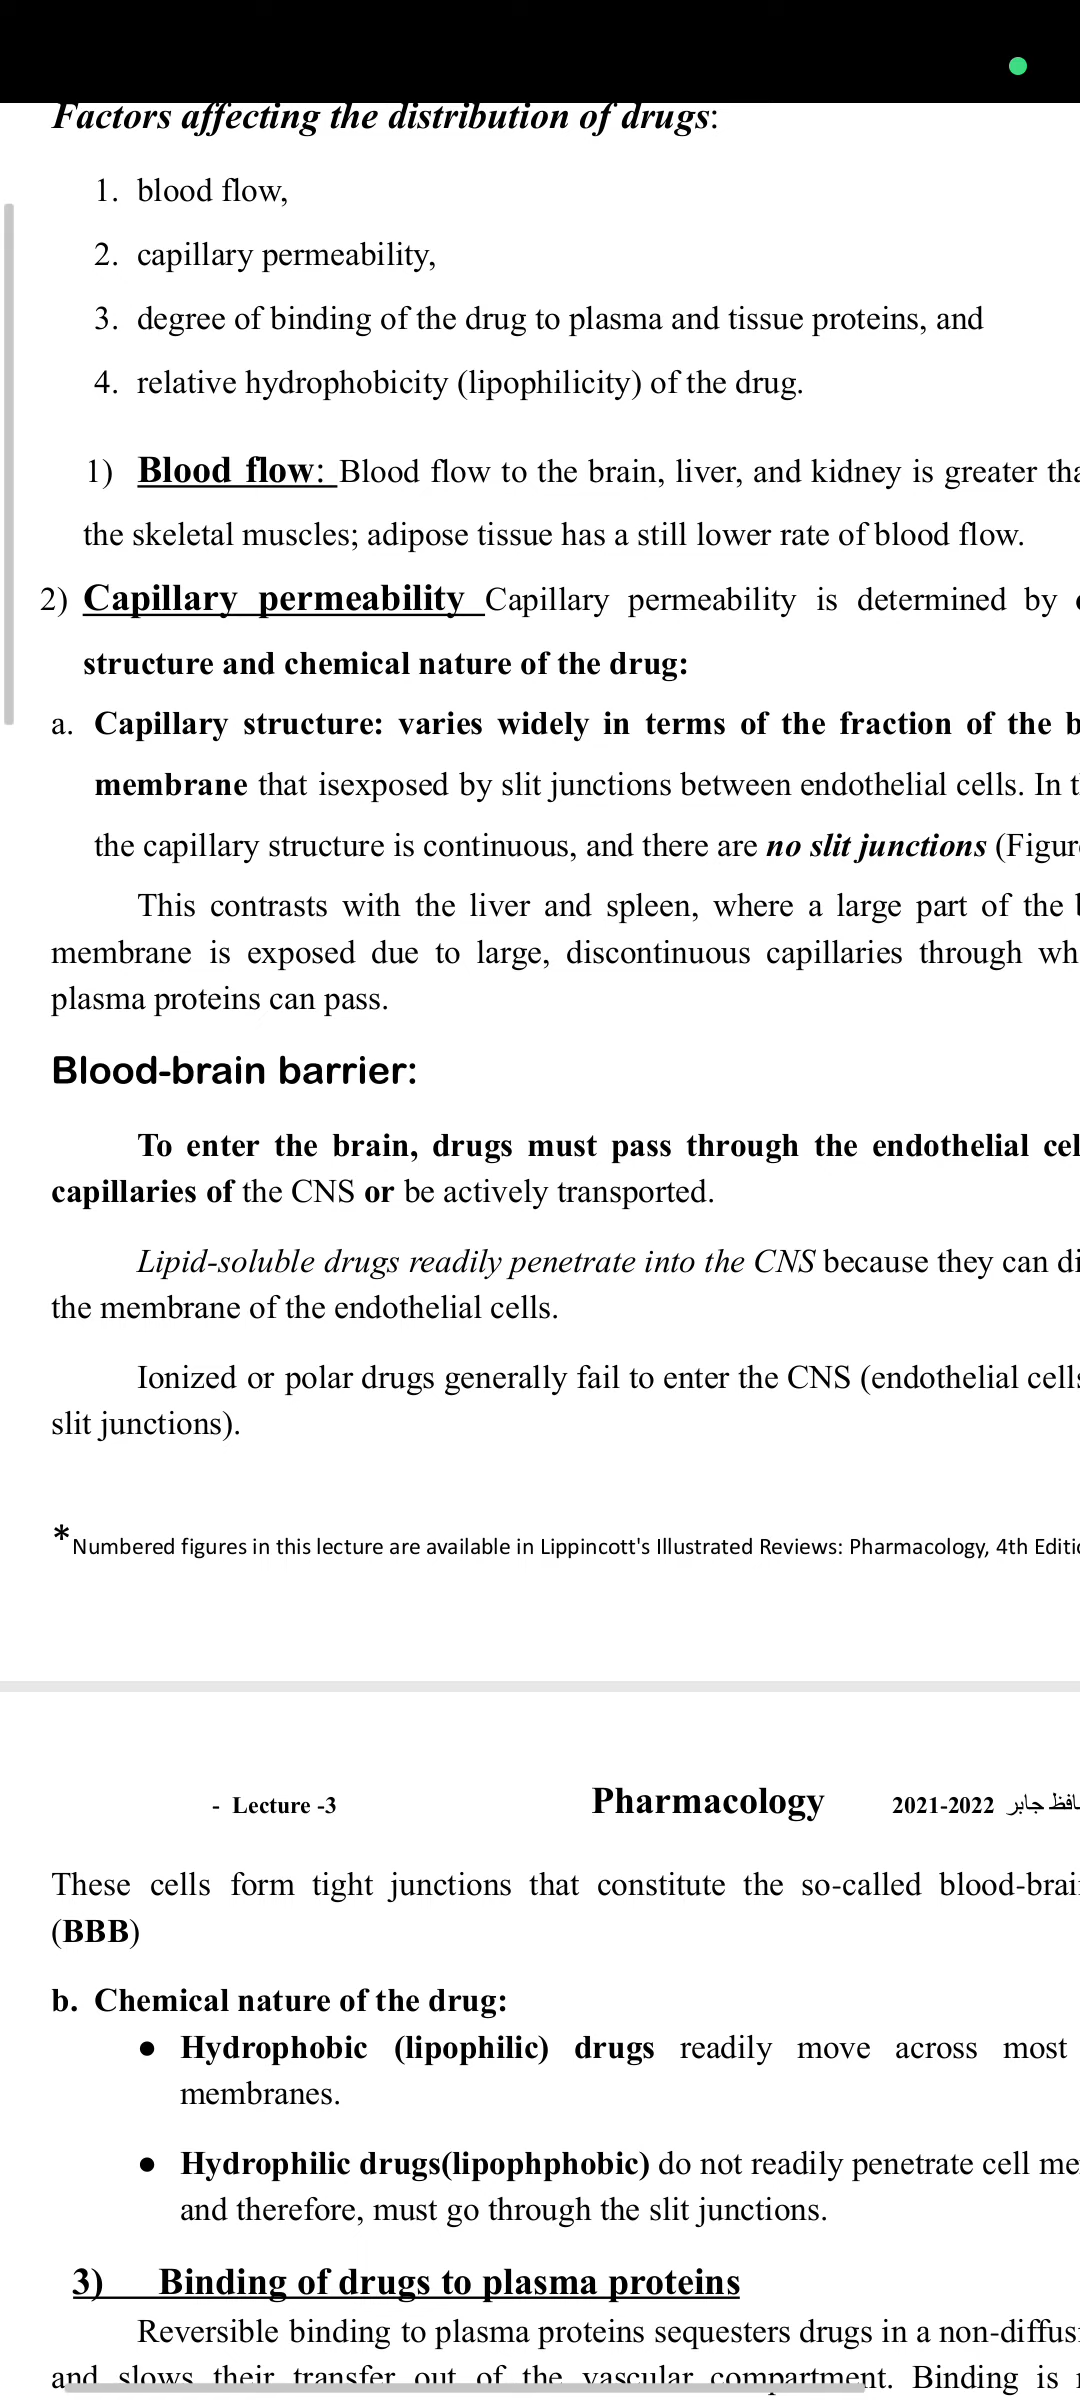 Factors affecting the distribution of drugs:
1. blood flow,
2. capillary permeability,
3. degree of binding of the drug to plasma and tissue proteins, and
4. relative hydrophobicity (lipophilicity) of the drug.
1) Blood flow: Blood flow to the brain, liver, and kidney is greater
the skeletal muscles; adipose tissue has a still lower rate of blood flow.
2) Capillary permeability Capillary permeability is determined by
structure and chemical nature of the drug:
a. Capillary structure: varies widely in terms of the fraction of the
membrane that isexposed by slit junctions between endothelial cells. In
the capillary structure is continuous, and there are no slit junctions
This contrasts with the liver and spleen, where a large part of the
membrane is exposed due to large, discontinuous capillaries through
plasma proteins can pass.
Blood-brain barrier:
To enter the brain, drugs must pass through the endothelial
capillaries of the CNS or be actively transported.
Lipid-soluble drugs readily penetrate into the CNS because they can
the membrane of the endothelial cells.
Ionized or polar drugs generally fail to enter the CNS (endothelial
slit junctions).
*Numbered figures in this lecture are available in Lippincott's Illustrated Reviews: Pharmacology, 4th
- Lecture -3 Pharmacology 2021-2022 جابر
These cells form tight junctions that constitute the so-called
(BBB)
b. Chemical nature of the drug:
● Hydrophobic (lipophilic) drugs readily move across most
membranes.
● Hydrophilic drugs(lipophphobic) do not readily penetrate cell
and therefore, must go through the slit junctions.
3) Binding of drugs to plasma proteins
Reversible binding to plasma proteins sequesters drugs in a
and slows their transfer out of the vascular compartment. Binding is